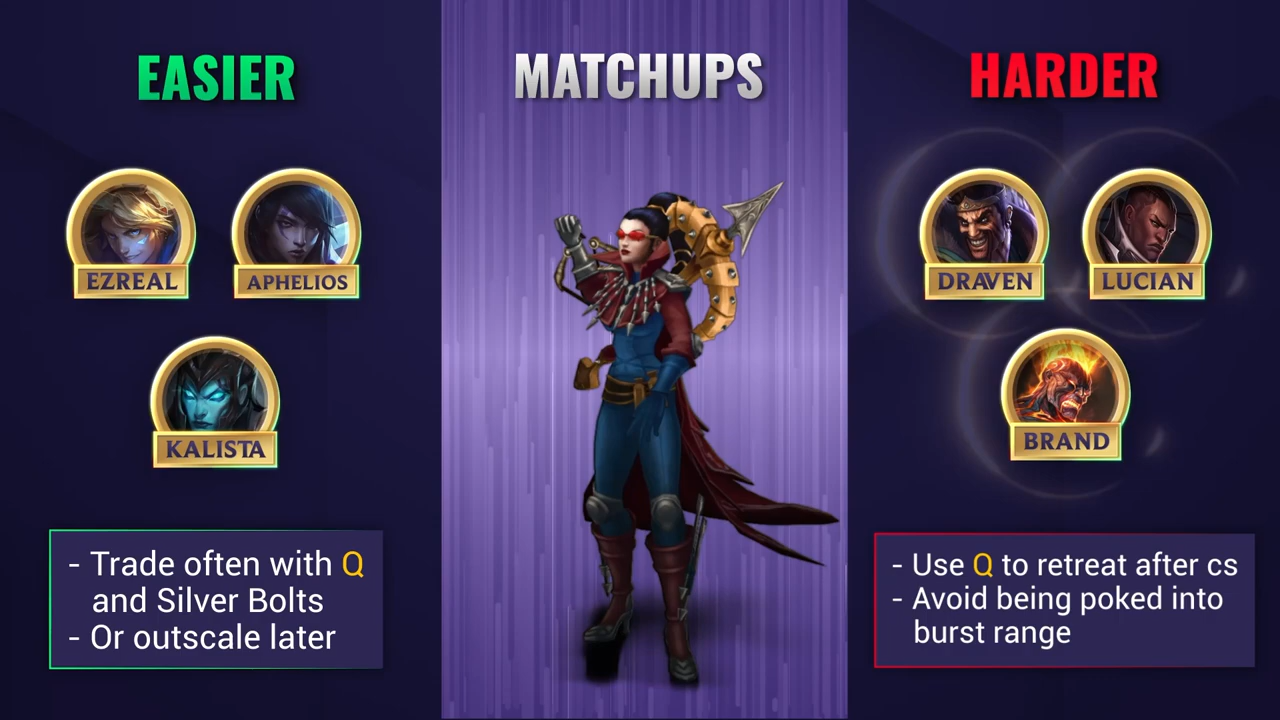 EASIER
MATCHUPS
HARDER
EZREAL
APHELIOS
DRAVEN
LUCIAN
KALISTA
BRAND
- Trade often with Q
and Silver Bolts
- Or outscale later
- Use Q to retreat after cs
- Avoid being poked into
burst range